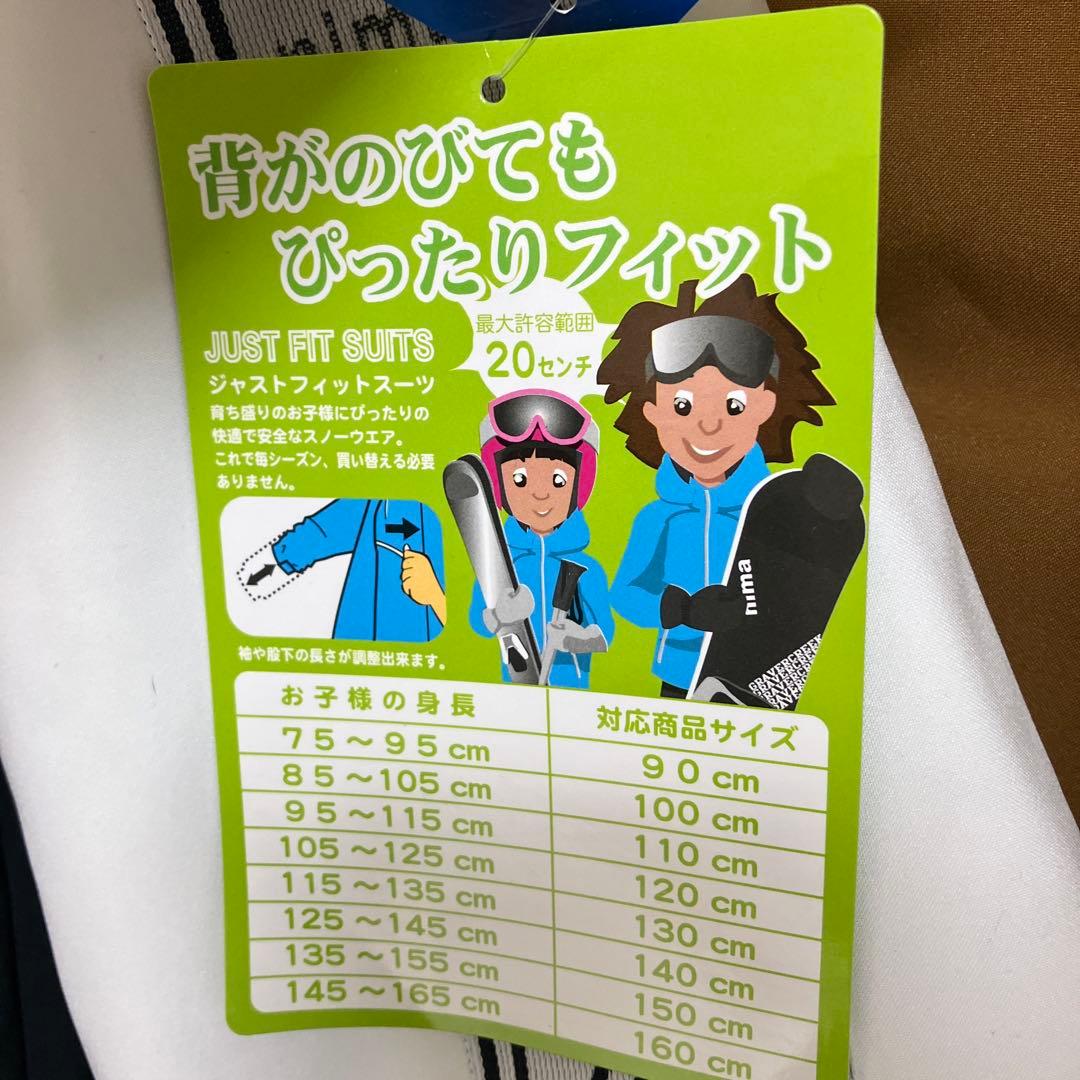 背がのびても
ぴったりフィット
最大許容範囲
20センチ
JUST FIT SUITS
ジャストフィットスーツ
育ち盛りのお子様にぴったりの
快適で安全なスノーウエア。
これで毎シーズン、買い替える必要
ありません。
袖や股下の長さが調整出来ます。
nima
GRAVERCREEK
お子様の身長 対応商品サイズ
75～95cm 90cm
85～105cm 100cm
95～115cm 110cm
105～125cm 120cm
115～135cm 130cm
125～145cm 140cm
135～155cm 150cm
145～165cm 160cm